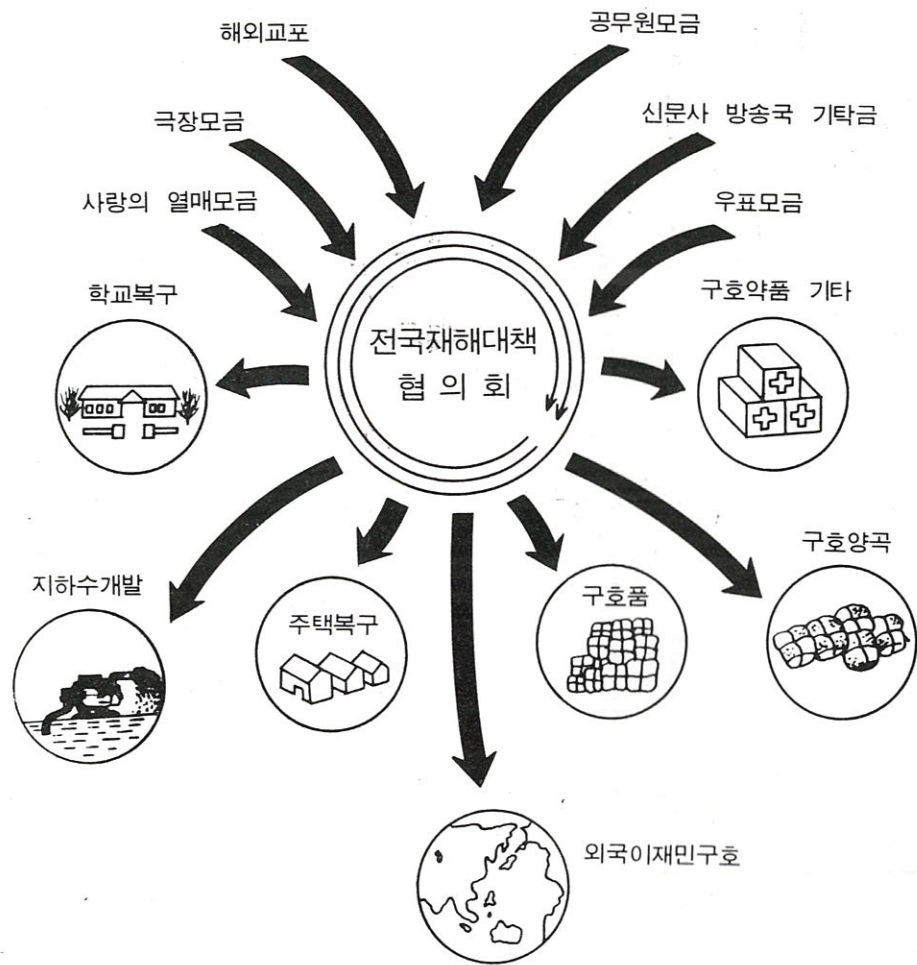 해외교포
공무원모금
극장모금
신문사 방송국 기탁금
사랑의 열매모금
우표모금
학교복구
구호약품 기타
전국재해대책
협의회
구호양곡
지하수개발
주택복구
구호품
외국이재민구호